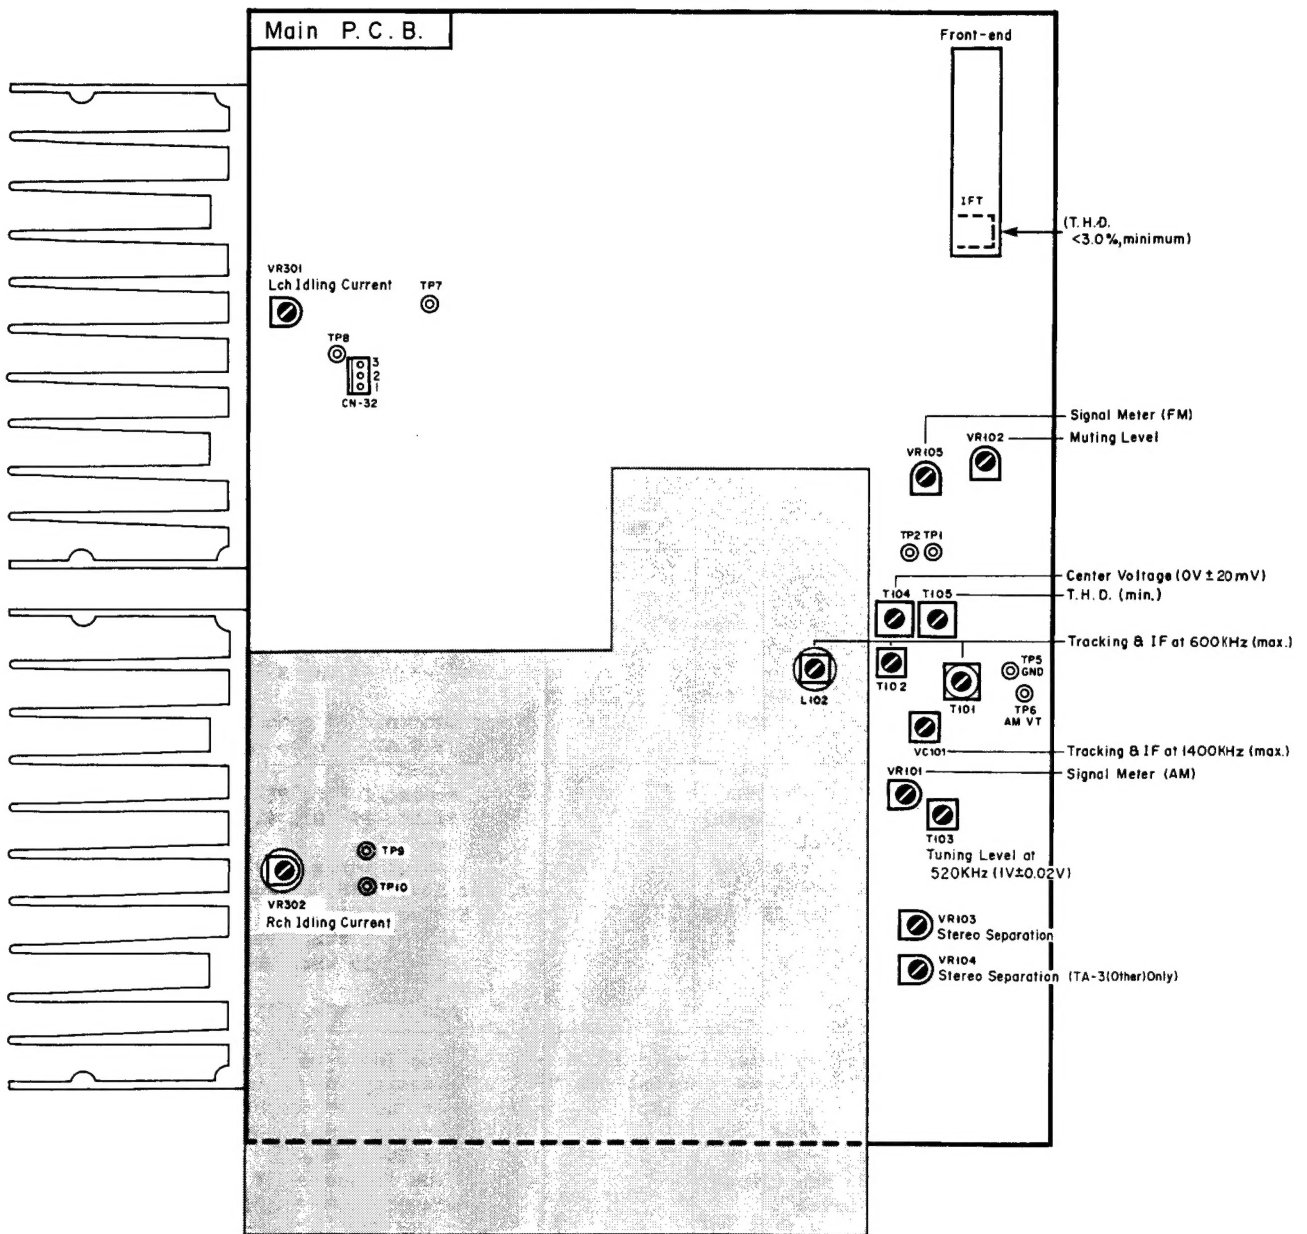 Main P. C. B.
Front-end
IFT
(T.H.D.
<3.0%, minimum)
VR301
Lch Idling Current
TP7
TP8
3
2
1
CN-32
Signal Meter (FM)
VR105
VR102
Muting Level
TP2 TP1
Center Voltage (0V ± 20mV)
T104 T105
T.H.D. (min.)
Tracking & IF at 600KHz (max.)
L102
T102
T101
TP5
GND
TP6
AM VT
VC101
Tracking & IF at 1400KHz (max.)
VR101
Signal Meter (AM)
T103
Tuning Level at
520KHz (1V±0.02V)
TP9
TP10
VR302
Rch Idling Current
VR103
Stereo Separation
VR104
Stereo Separation (TA-3(Other)Only)